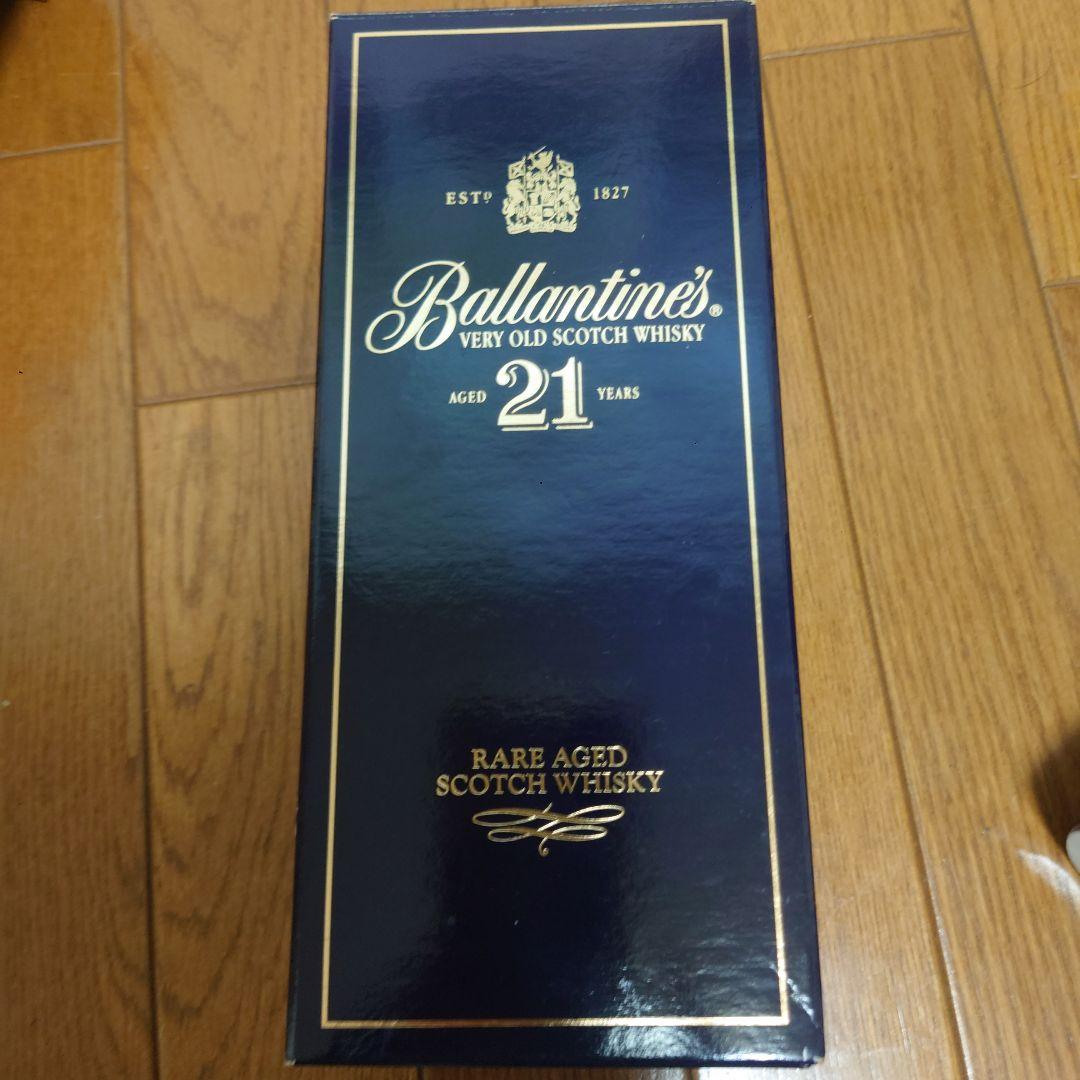 ESTD 1827
Ballantine's®
VERY OLD SCOTCH WHISKY
AGED 21 YEARS
RARE AGED
SCOTCH WHISKY